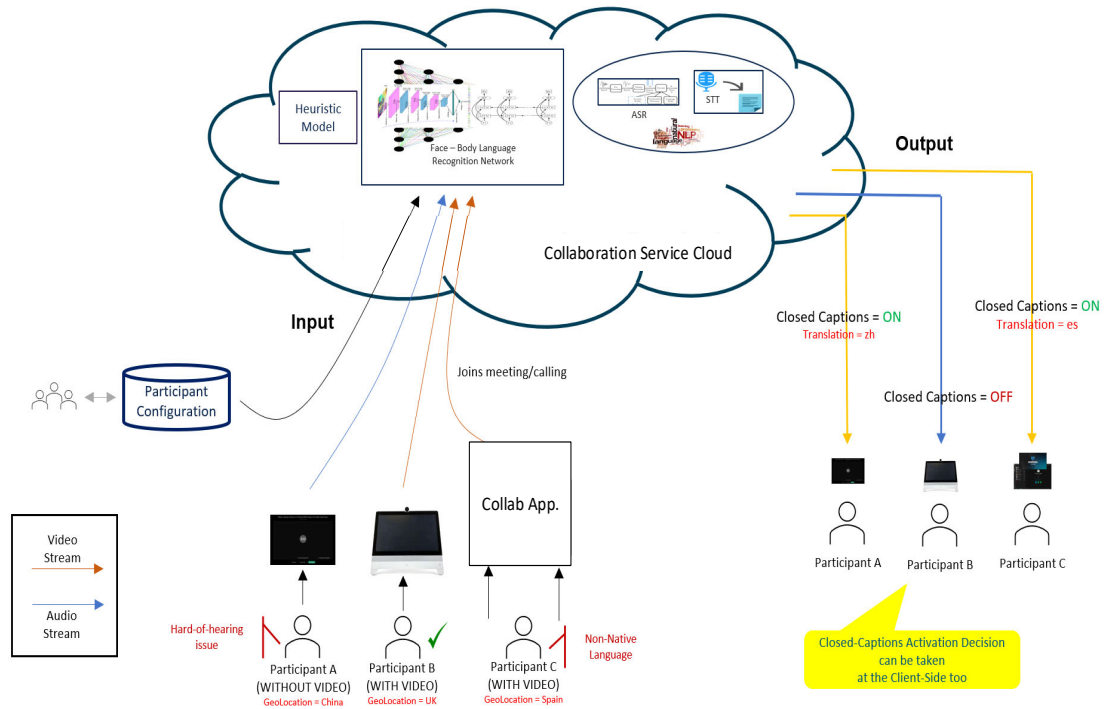 Heuristic
Model
Face – Body Language
Recognition Network
ASR
STT
language
natural
NLP
Output
Collaboration Service Cloud
Input
Closed Captions = ON
Translation = zh
Closed Captions = ON
Translation = es
Joins meeting/calling
Participant
Configuration
Closed Captions = OFF
Collab App.
Video
Stream
Audio
Stream
Hard-of-hearing
issue
Participant A
(WITHOUT VIDEO)
GeoLocation = China
Participant B
(WITH VIDEO)
GeoLocation = UK
Participant C
(WITH VIDEO)
GeoLocation = Spain
Non-Native
Language
Participant A
Participant B
Participant C
Closed-Captions Activation Decision
can be taken
at the Client-Side too